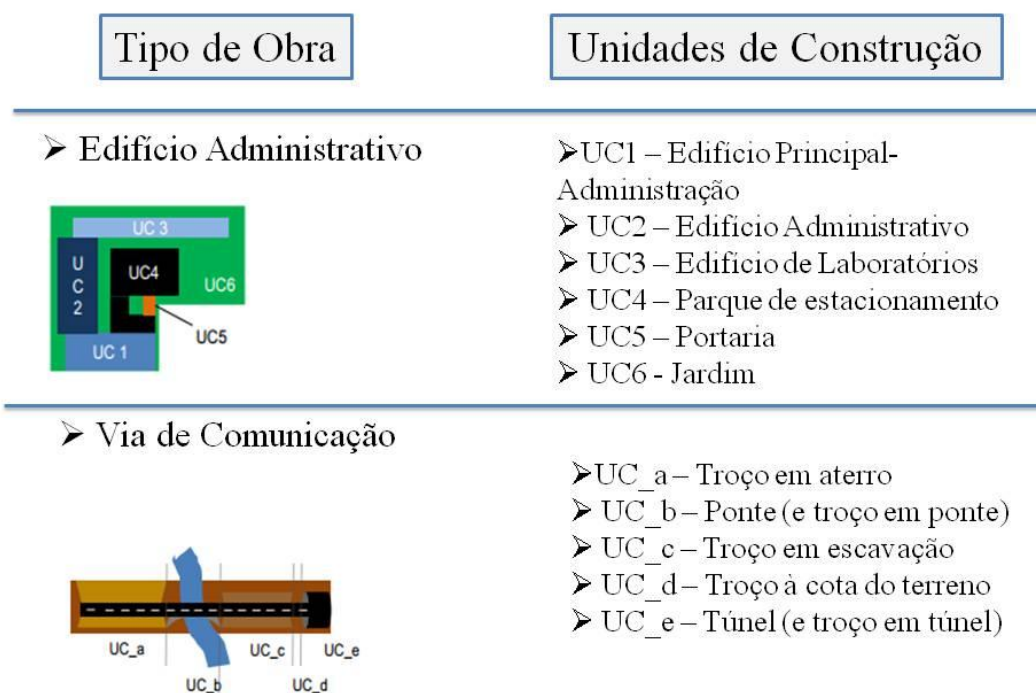 Tipo de Obra
Unidades de Construção
➢ Edifício Administrativo
UC 3
U
C
2
UC4
UC6
UC5
UC 1
➢UC1 – Edifício Principal-
Administração
➢ UC2 – Edifício Administrativo
➢ UC3 – Edifício de Laboratórios
➢ UC4 – Parque de estacionamento
➢ UC5 – Portaria
➢ UC6 - Jardim
➢ Via de Comunicação
UC_a
UC_b
UC_c
UC_d
UC_e
➢UC_a – Troço em aterro
➢ UC_b – Ponte (e troço em ponte)
➢ UC_c – Troço em escavação
➢ UC_d – Troço à cota do terreno
➢ UC_e – Túnel (e troço em túnel)